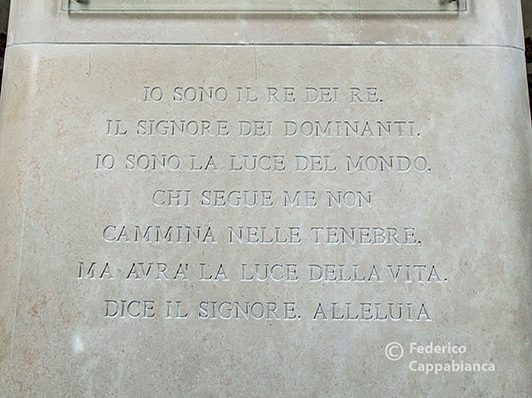 IO SONO IL RE DEI RE.
IL SIGNORE DEI DOMINANTI.
IO SONO LA LUCE DEL MONDO,
CHI SEGUE ME NON
CAMMINA NELLE TENEBRE,
MA AVRA' LA LUCE DELLA VITA.
DICE IL SIGNORE. ALLELUIA
© Federico
Cappabianca